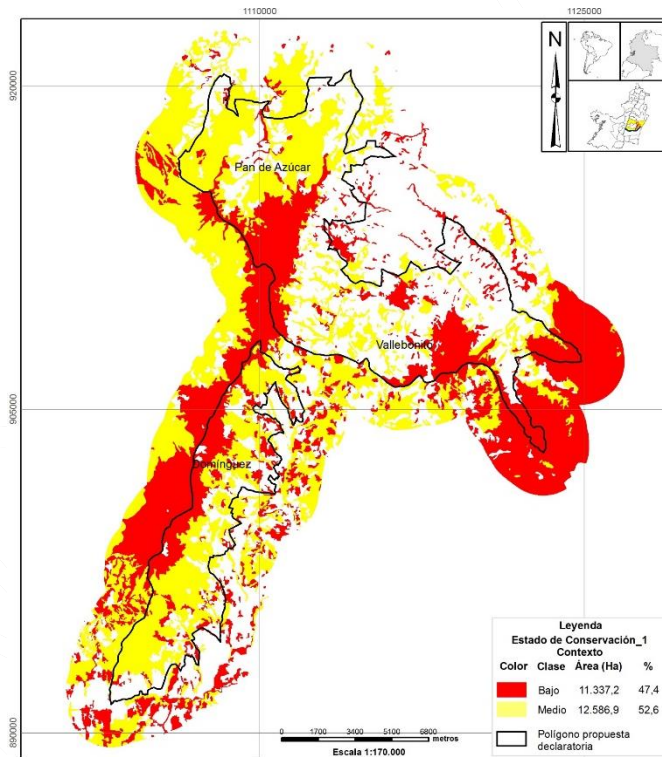 1110000
1125000
N
920000
Pan de Azúcar
Vallebonito
905000
Domínguez
890000
Leyenda
Estado de Conservación_1
Contexto
Color Clase Área (Ha) %
Bajo 11.337,2 47,4
Medio 12.586,9 52,6
Polígono propuesta
declaratoria
0 1700 3400 5100 6800
metros
Escala 1:170.000